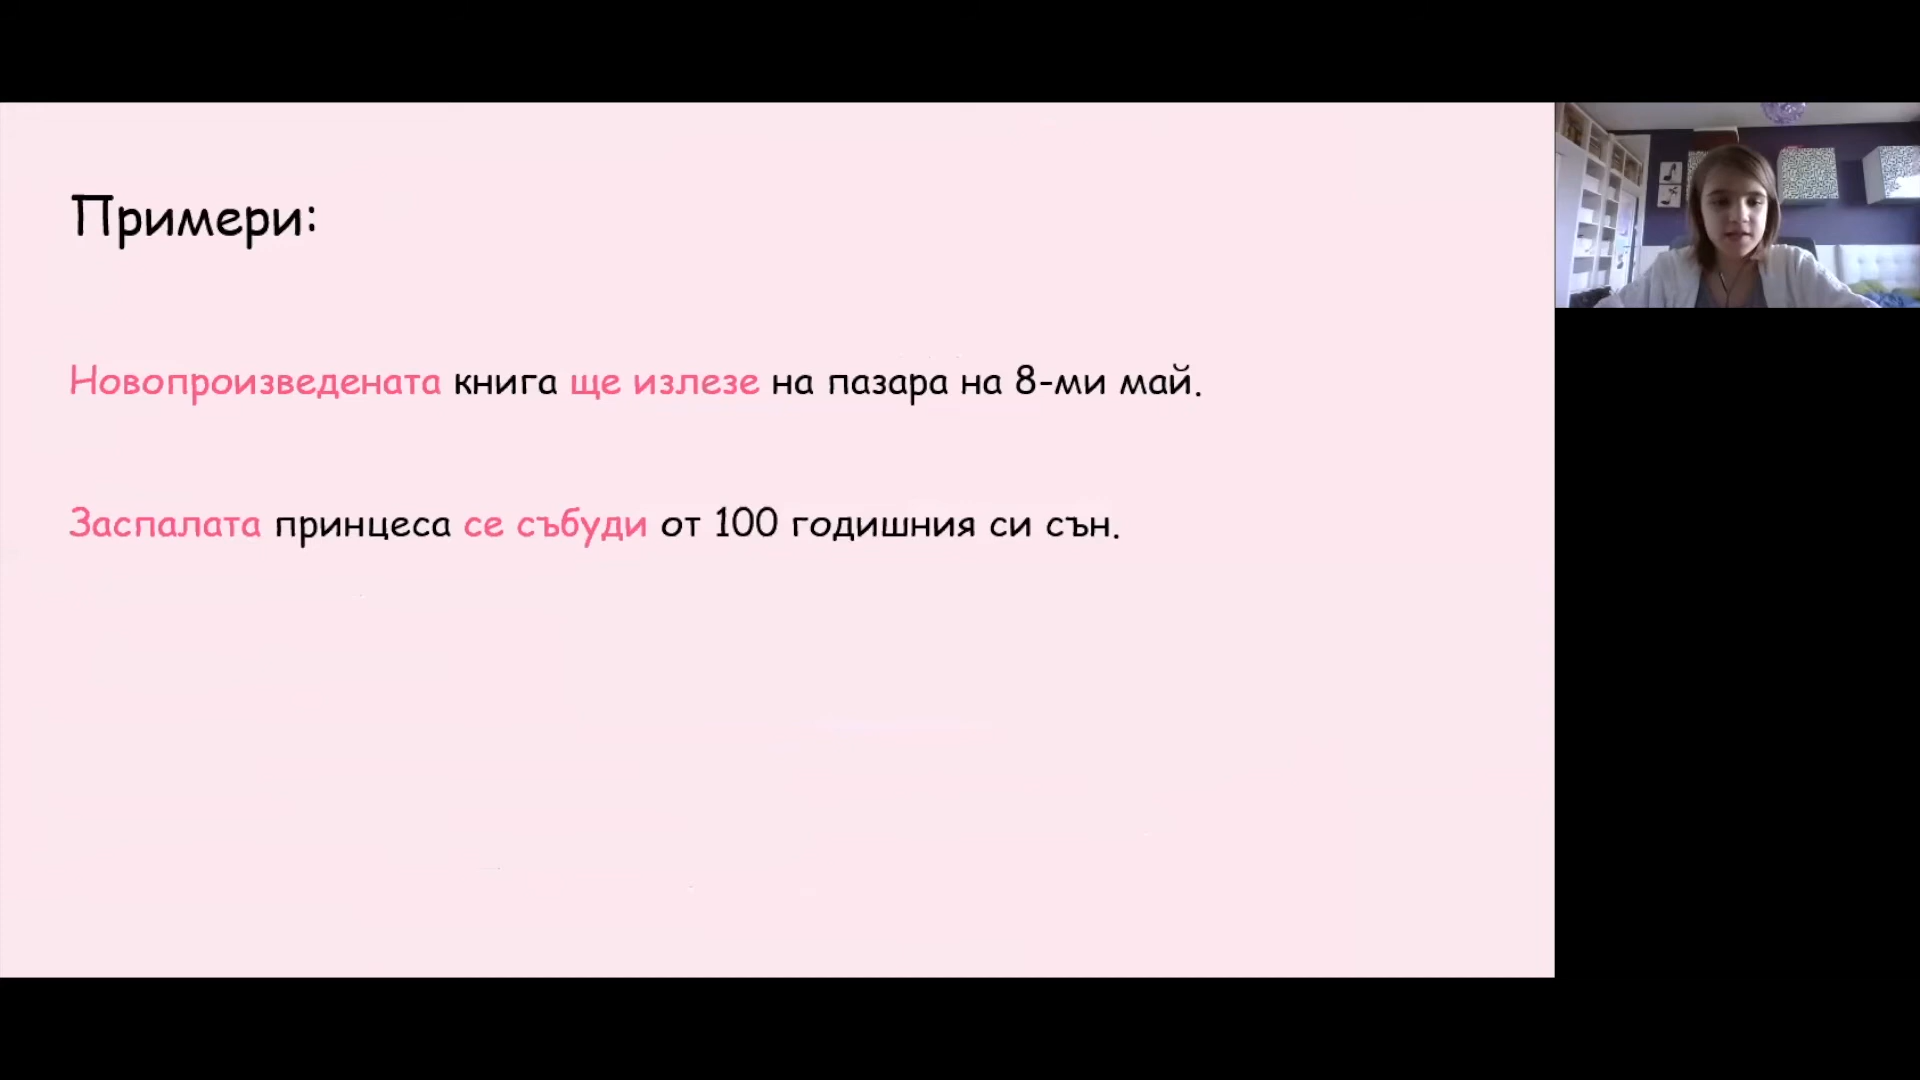 Примери:
Новопроизведената книга ще излезе на пазара на 8-ми май.
Заспалата принцеса се събуди от 100 годишния си сън.